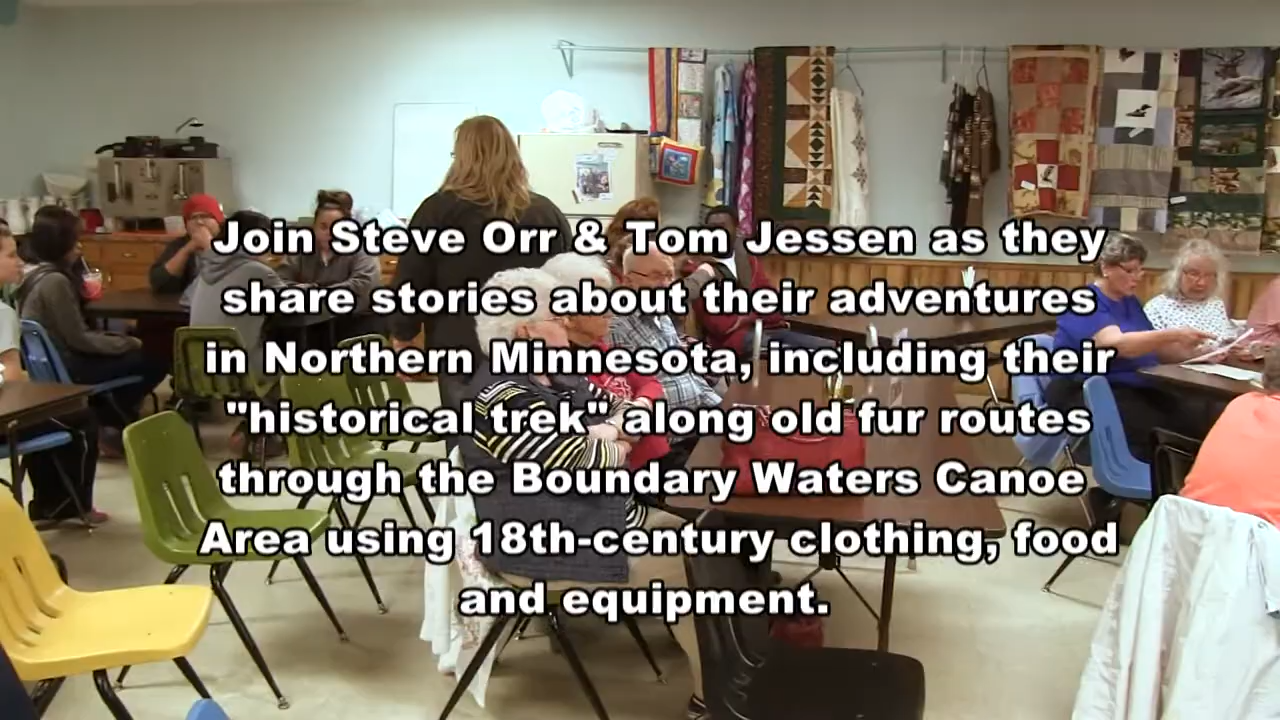 Join Steve Orr & Tom Jessen as they
share stories about their adventures
in Northern Minnesota, including their
"historical trek" along old fur routes
through the Boundary Waters Canoe
Area using 18th-century clothing, food
and equipment.